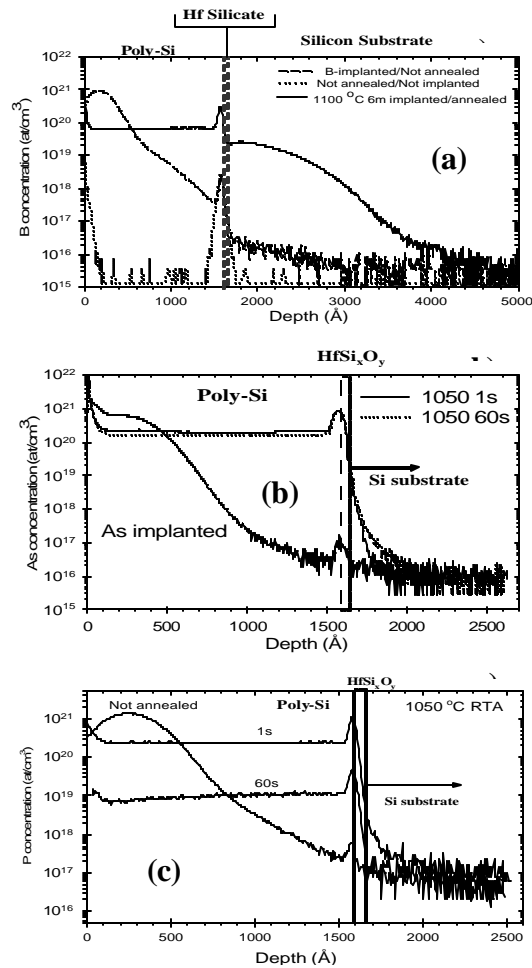 Hf Silicate
Poly-Si
Silicon Substrate
B-implanted/Not annealed
Not annealed/Not implanted
1100 °C 6m implanted/annealed
(a)
B concentration (at/cm³)
10²²
10²¹
10²⁰
10¹⁹
10¹⁸
10¹⁷
10¹⁶
10¹⁵
0 1000 2000 3000 4000 5000
Depth (Å)
HfSiₓOᵧ
Poly-Si
1050 1s
1050 60s
Si substrate
(b)
As implanted
As concentration (at/cm³)
10²²
10²¹
10²⁰
10¹⁹
10¹⁸
10¹⁷
10¹⁶
10¹⁵
0 500 1000 1500 2000 2500
Depth (Å)
HfSiₓOᵧ
Not annealed
Poly-Si
1050 °C RTA
1s
60s
Si substrate
(c)
P concentration (at/cm³)
10²¹
10²⁰
10¹⁹
10¹⁸
10¹⁷
10¹⁶
0 500 1000 1500 2000 2500
Depth (Å)